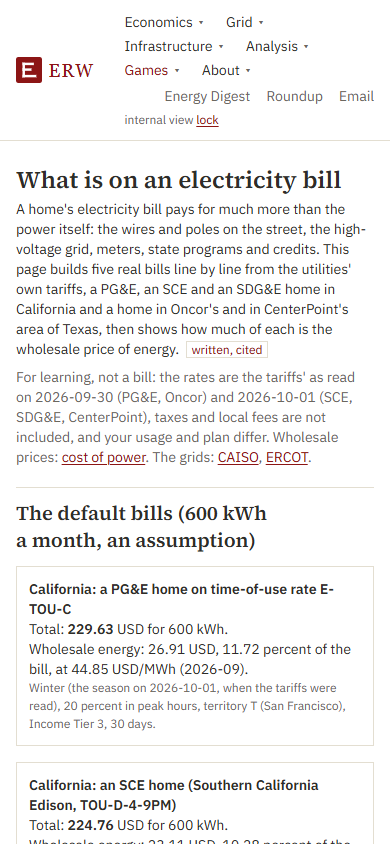 Economics ▾ Grid ▾
Infrastructure ▾ Analysis ▾
E ERW
Games ▾ About ▾
Energy Digest Roundup Email
internal view lock
What is on an electricity bill
A home's electricity bill pays for much more than the
power itself: the wires and poles on the street, the high-
voltage grid, meters, state programs and credits. This
page builds five real bills line by line from the utilities'
own tariffs, a PG&E, an SCE and an SDG&E home in
California and a home in Oncor's and in CenterPoint's
area of Texas, then shows how much of each is the
wholesale price of energy. written, cited
For learning, not a bill: the rates are the tariffs' as read
on 2026-09-30 (PG&E, Oncor) and 2026-10-01 (SCE,
SDG&E, CenterPoint), taxes and local fees are not
included, and your usage and plan differ. Wholesale
prices: cost of power. The grids: CAISO, ERCOT.
The default bills (600 kWh
a month, an assumption)
California: a PG&E home on time-of-use rate E-
TOU-C
Total: 229.63 USD for 600 kWh.
Wholesale energy: 26.91 USD, 11.72 percent of the
bill, at 44.85 USD/MWh (2026-09).
Winter (the season on 2026-10-01, when the tariffs were
read), 20 percent in peak hours, territory T (San Francisco),
Income Tier 3, 30 days.
California: an SCE home (Southern California
Edison, TOU-D-4-9PM)
Total: 224.76 USD for 600 kWh.
Wholesale energy: 23.11 USD, 10.28 percent of the